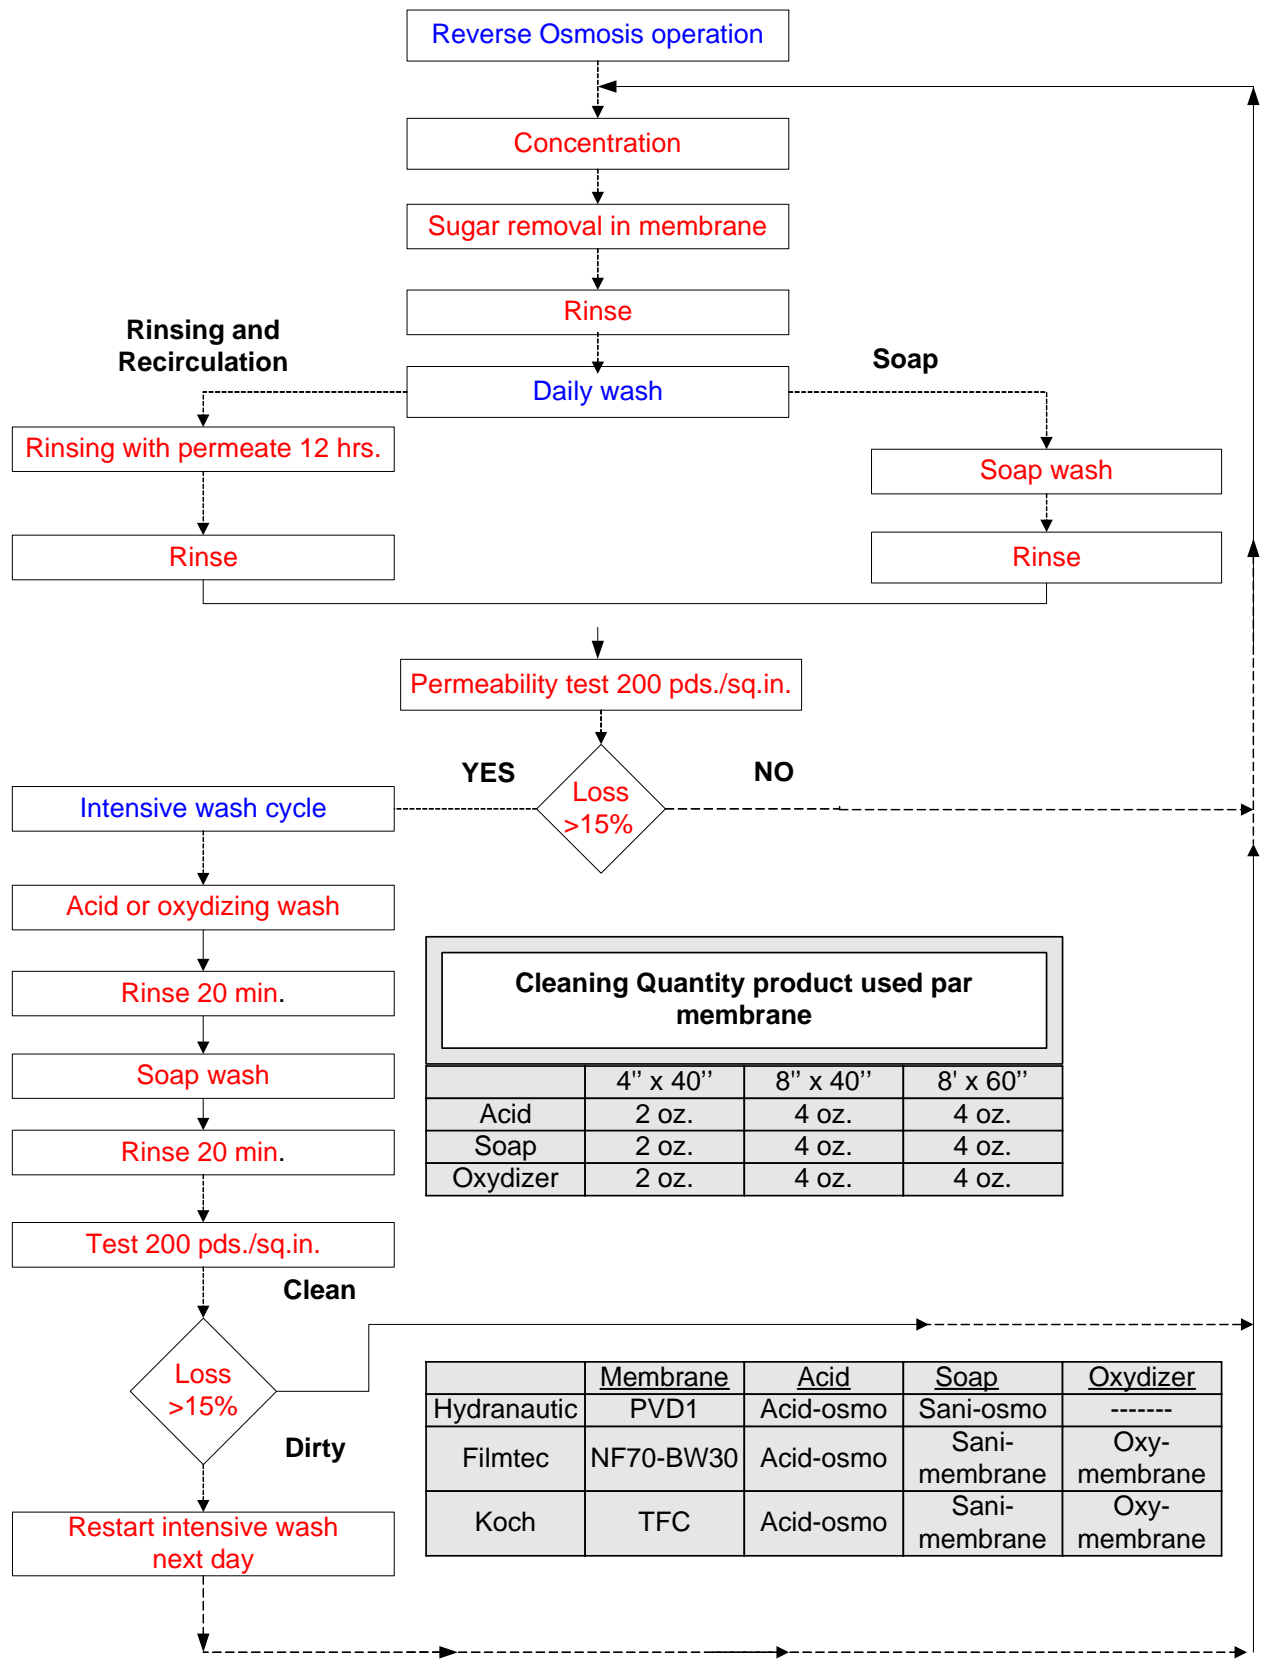 Reverse Osmosis operation
Concentration
Sugar removal in membrane
Rinse
Rinsing and
Recirculation
Soap
Daily wash
Rinsing with permeate 12 hrs.
Soap wash
Rinse
Rinse
Permeability test 200 pds./sq.in.
YES
NO
Loss
>15%
Intensive wash cycle
Acid or oxydizing wash
Rinse 20 min.
Soap wash
Rinse 20 min.
Test 200 pds./sq.in.
Clean
Loss
>15%
Dirty
Restart intensive wash
next day
Cleaning Quantity product used par
membrane
4'' x 40'' 8'' x 40'' 8' x 60''
Acid 2 oz. 4 oz. 4 oz.
Soap 2 oz. 4 oz. 4 oz.
Oxydizer 2 oz. 4 oz. 4 oz.
Membrane Acid Soap Oxydizer
Hydranautic PVD1 Acid-osmo Sani-osmo -------
Filmtec NF70-BW30 Acid-osmo Sani-
membrane Oxy-
membrane
Koch TFC Acid-osmo Sani-
membrane Oxy-
membrane